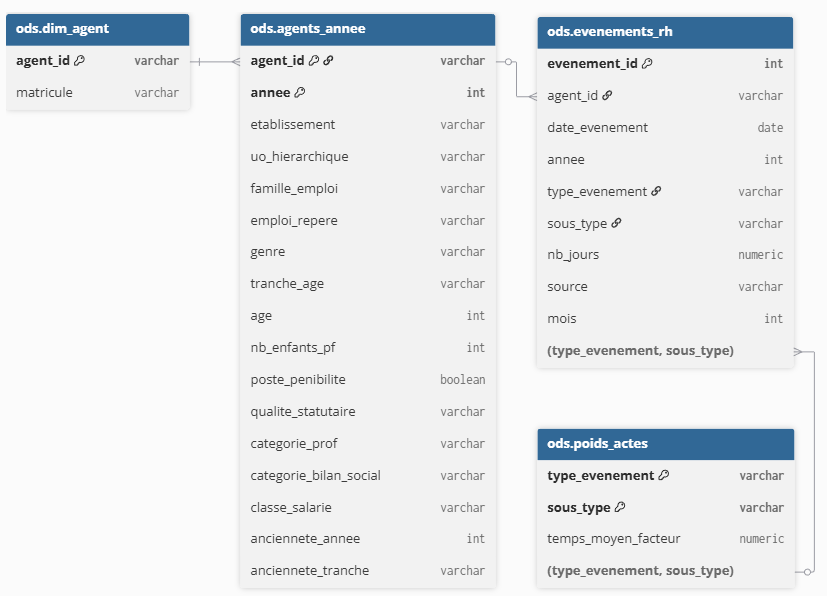 ods.dim_agent
agent_id varchar
matricule varchar
ods.agents_annee
agent_id varchar
annee int
etablissement varchar
uo_hierarchique varchar
famille_emploi varchar
emploi_repere varchar
genre varchar
tranche_age varchar
age int
nb_enfants_pf int
poste_penibilite boolean
qualite_statutaire varchar
categorie_prof varchar
categorie_bilan_social varchar
classe_salarie varchar
anciennete_annee int
anciennete_tranche varchar
ods.evenements_rh
evenement_id int
agent_id varchar
date_evenement date
annee int
type_evenement varchar
sous_type varchar
nb_jours numeric
source varchar
mois int
(type_evenement, sous_type)
ods.poids_actes
type_evenement varchar
sous_type varchar
temps_moyen_facteur numeric
(type_evenement, sous_type)